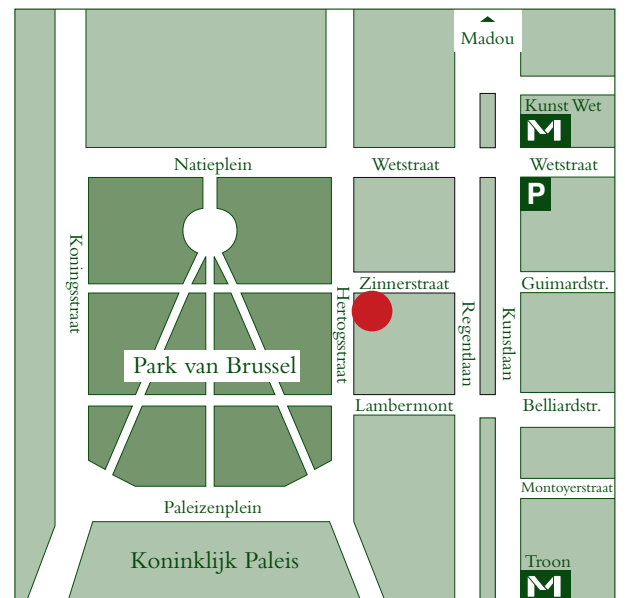 Madou
Kunst Wet
M
Natieplein
Wetstraat
Wetstraat
P
Koningsstraat
Zinnerstraat
Guimardstr.
Hertogsstraat
Regentlaan
Kunstlaan
Park van Brussel
Lambermont
Belliardstr.
Montoyerstraat
Paleizenplein
Koninklijk Paleis
Troon
M